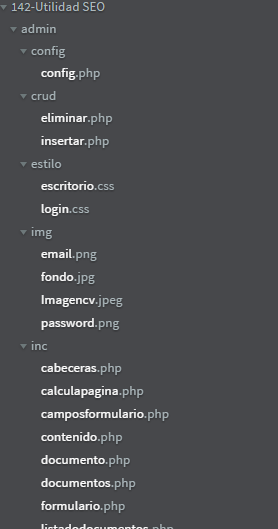 142-Utilidad SEO
admin
config
config.php
crud
eliminar.php
insertar.php
estilo
escritorio.css
login.css
img
email.png
fondo.jpg
Imagencv.jpeg
password.png
inc
cabeceras.php
calculapagina.php
camposformulario.php
contenido.php
documento.php
documentos.php
formulario.php
listadodocumentos.php